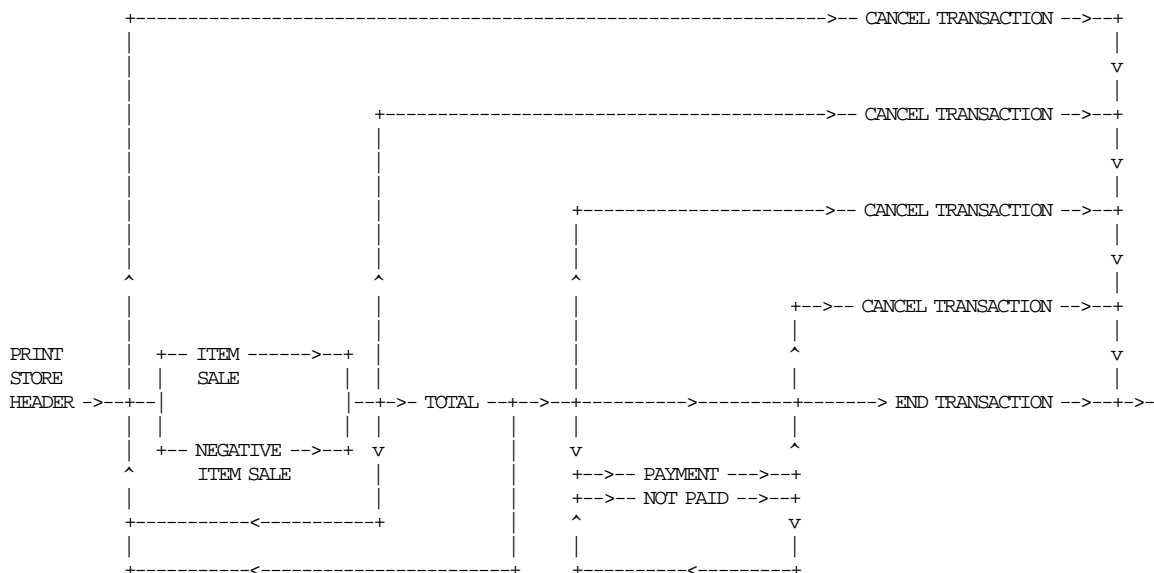 CANCEL TRANSACTION
CANCEL TRANSACTION
CANCEL TRANSACTION
CANCEL TRANSACTION
PRINT
STORE
HEADER
ITEM
SALE
NEGATIVE
ITEM SALE
TOTAL
END TRANSACTION
PAYMENT
NOT PAID